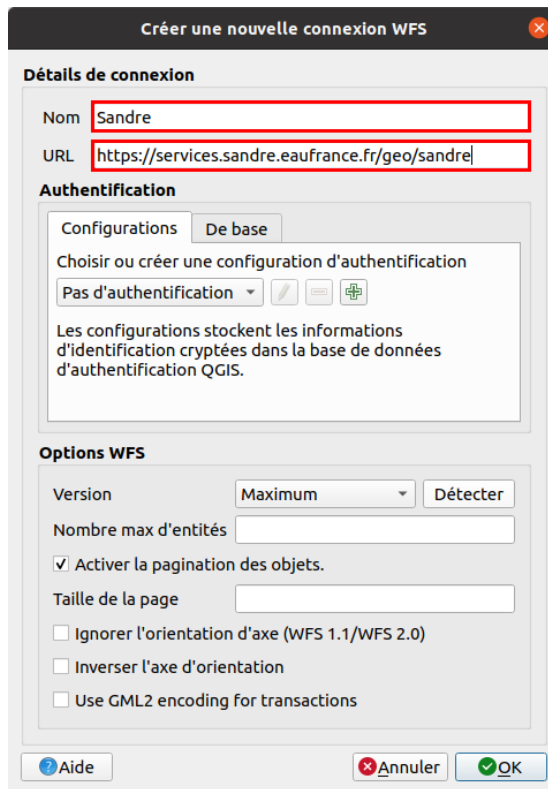 Créer une nouvelle connexion WFS
Détails de connexion
Nom Sandre
URL https://services.sandre.eaufrance.fr/geo/sandre
Authentification
Configurations De base
Choisir ou créer une configuration d'authentification
Pas d'authentification
Les configurations stockent les informations
d'identification cryptées dans la base de données
d'authentification QGIS.
Options WFS
Version Maximum Détecter
Nombre max d'entités
Activer la pagination des objets.
Taille de la page
Ignorer l'orientation d'axe (WFS 1.1/WFS 2.0)
Inverser l'axe d'orientation
Use GML2 encoding for transactions
Aide Annuler OK